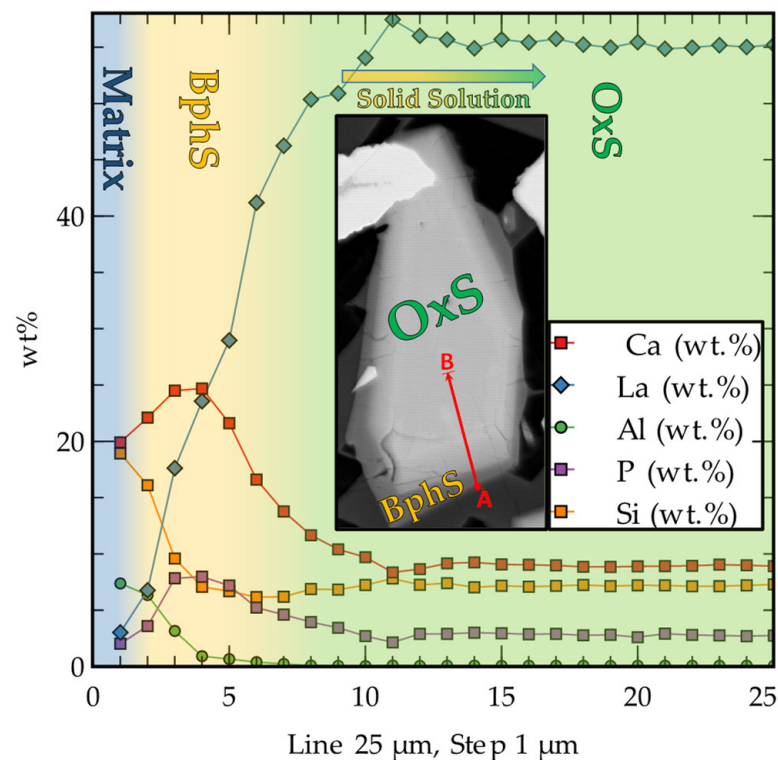 Matrix
BphS
OxS
Solid Solution
OxS
B
A
BphS
Ca (wt.%)
La (wt.%)
Al (wt.%)
P (wt.%)
Si (wt.%)
wt%
40
20
0
0 5 10 15 20 25
Line 25 µm, Step 1 µm